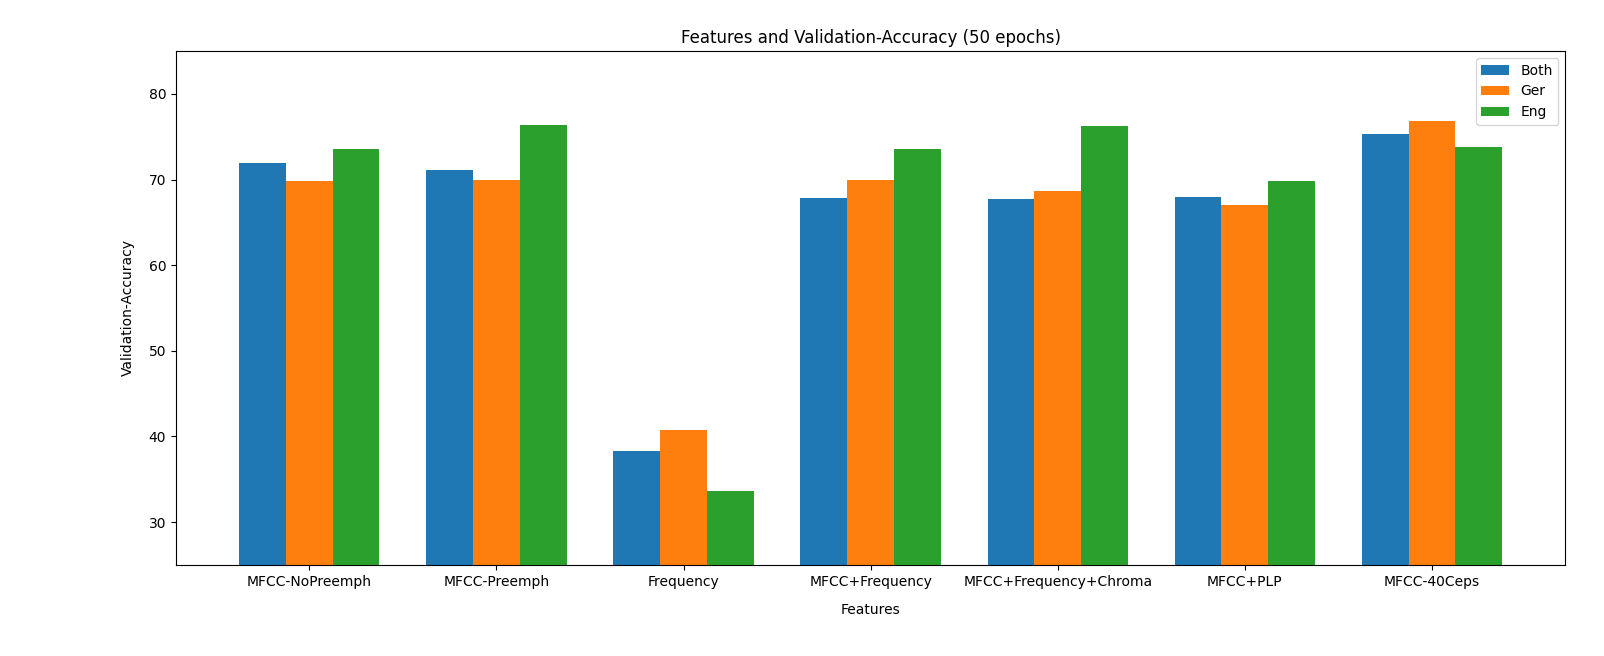 Features and Validation-Accuracy (50 epochs)
Both
Ger
Eng
Validation-Accuracy
80
70
60
50
40
30
MFCC-NoPreemph MFCC-Preemph Frequency MFCC+Frequency MFCC+Frequency+Chroma MFCC+PLP MFCC-40Ceps
Features